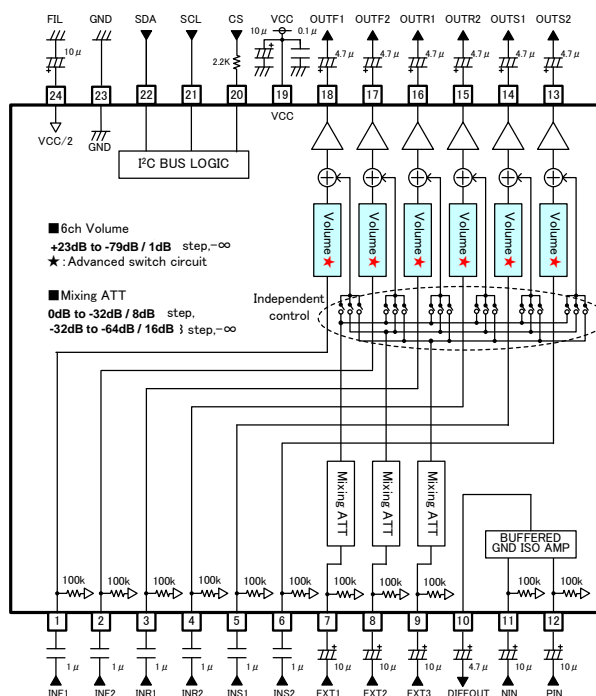 FIL GND SDA SCL CS VCC OUTF1 OUTF2 OUTR1 OUTR2 OUTS1 OUTS2
10μ 2.2K 10μ 0.1μ 4.7μ 4.7μ 4.7μ 4.7μ 4.7μ 4.7μ
24 23 22 21 20 19 18 17 16 15 14 13
VCC/2 GND VCC
I²C BUS LOGIC
■6ch Volume
+23dB to -79dB / 1dB step,-∞
★:Advanced switch circuit
Volume★ Volume★ Volume★ Volume★ Volume★ Volume★
■Mixing ATT
0dB to -32dB / 8dB step,
-32dB to -64dB / 16dB } step,-∞
Independent
control
Mixing ATT Mixing ATT Mixing ATT
BUFFERED
GND ISO AMP
100k 100k 100k 100k 100k 100k 100k 100k 100k 100k 100k
1 2 3 4 5 6 7 8 9 10 11 12
1μ 1μ 1μ 1μ 1μ 1μ 10μ 10μ 10μ 4.7μ 10μ 10μ
INF1 INF2 INR1 INR2 INS1 INS2 EXT1 EXT2 EXT3 DIFFOUT NIN PIN